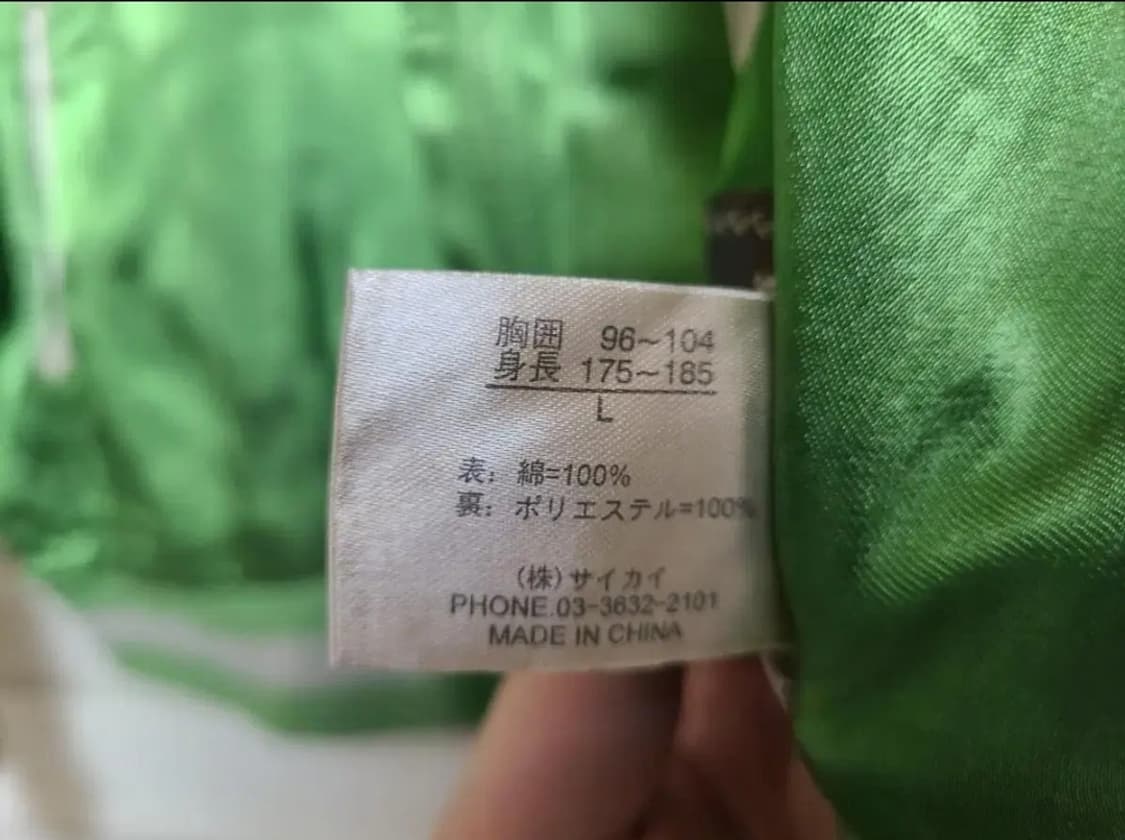 胸囲 96~104
身長 175~185
L
表: 綿=100%
裏: ポリエステル=100%
(株)サイカイ
PHONE.03-3632-2101
MADE IN CHINA